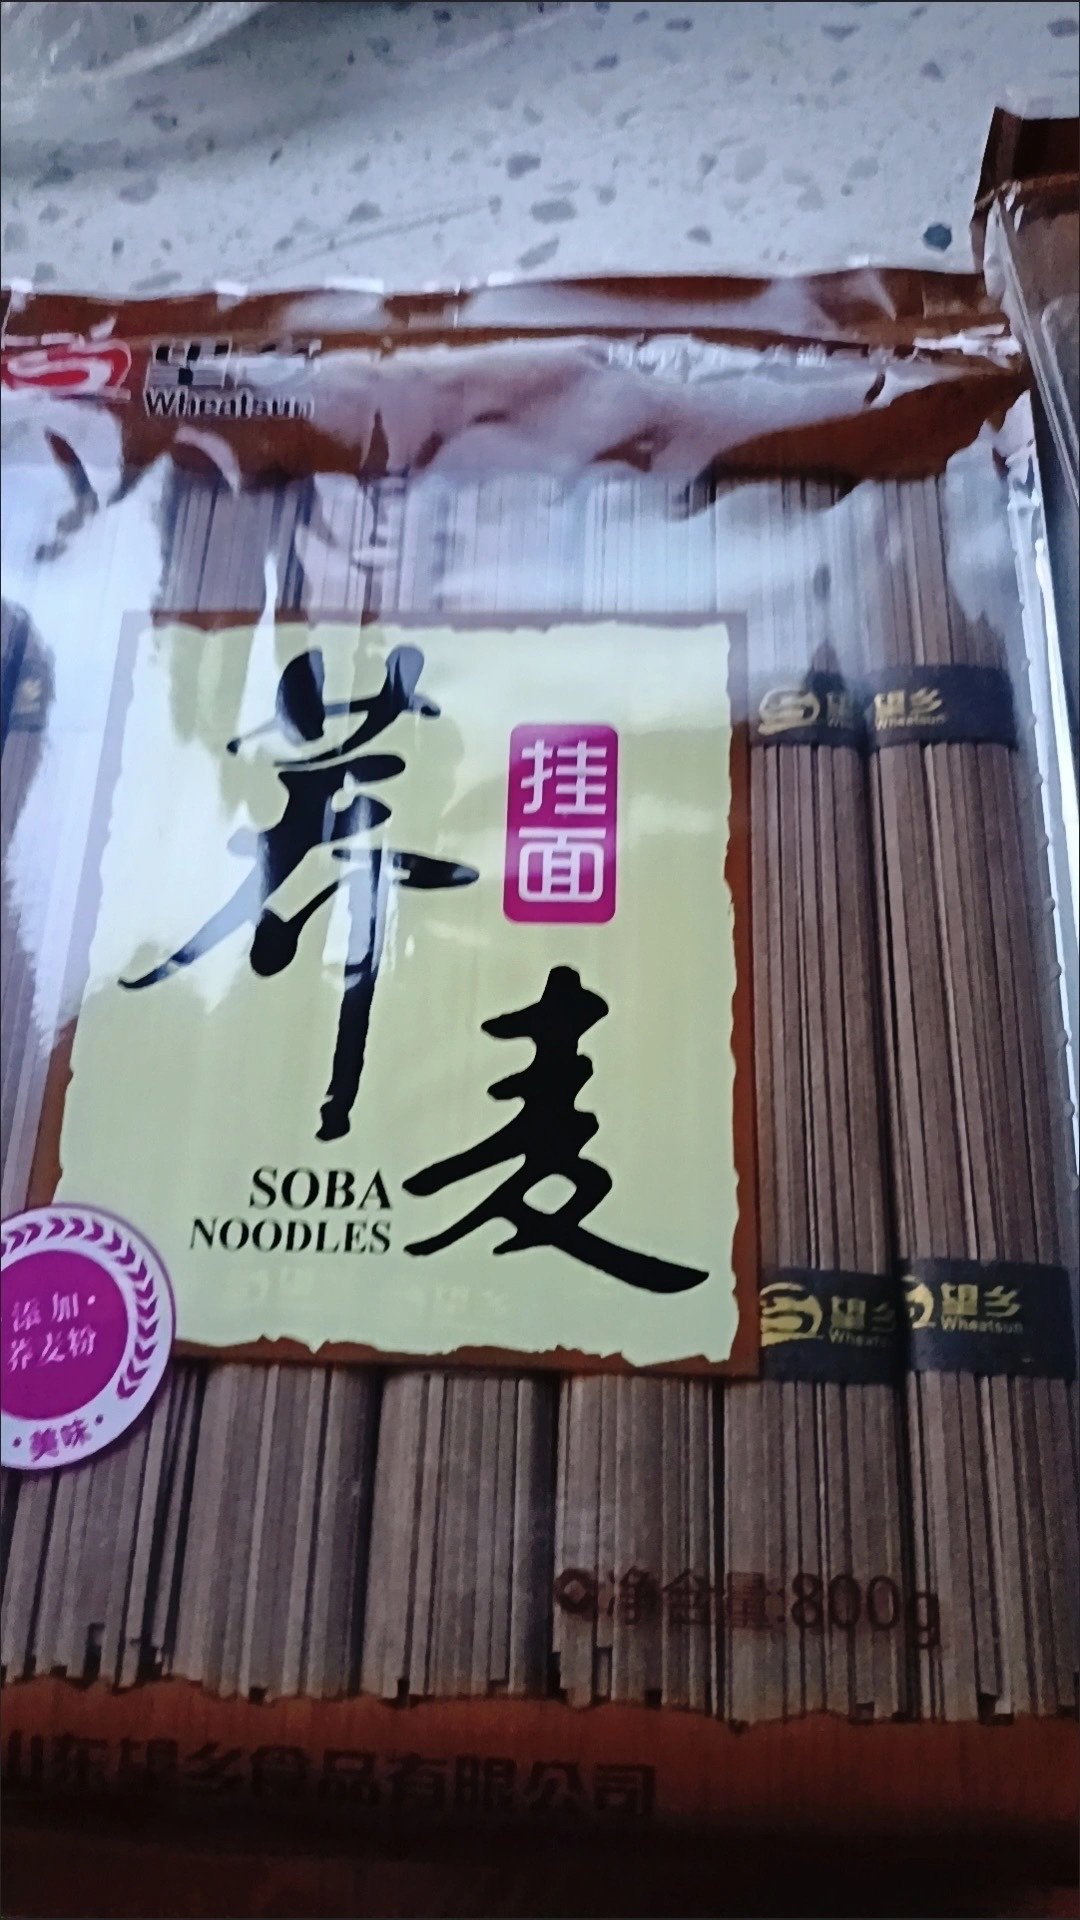 望乡
Wheatsun
荞麦
挂面
SOBA
NOODLES
望乡
Wheatsun
添加
荞麦粉
美味
望乡
Wheatsun
望乡
Wheatsun
净含量:800g
山东望乡食品有限公司